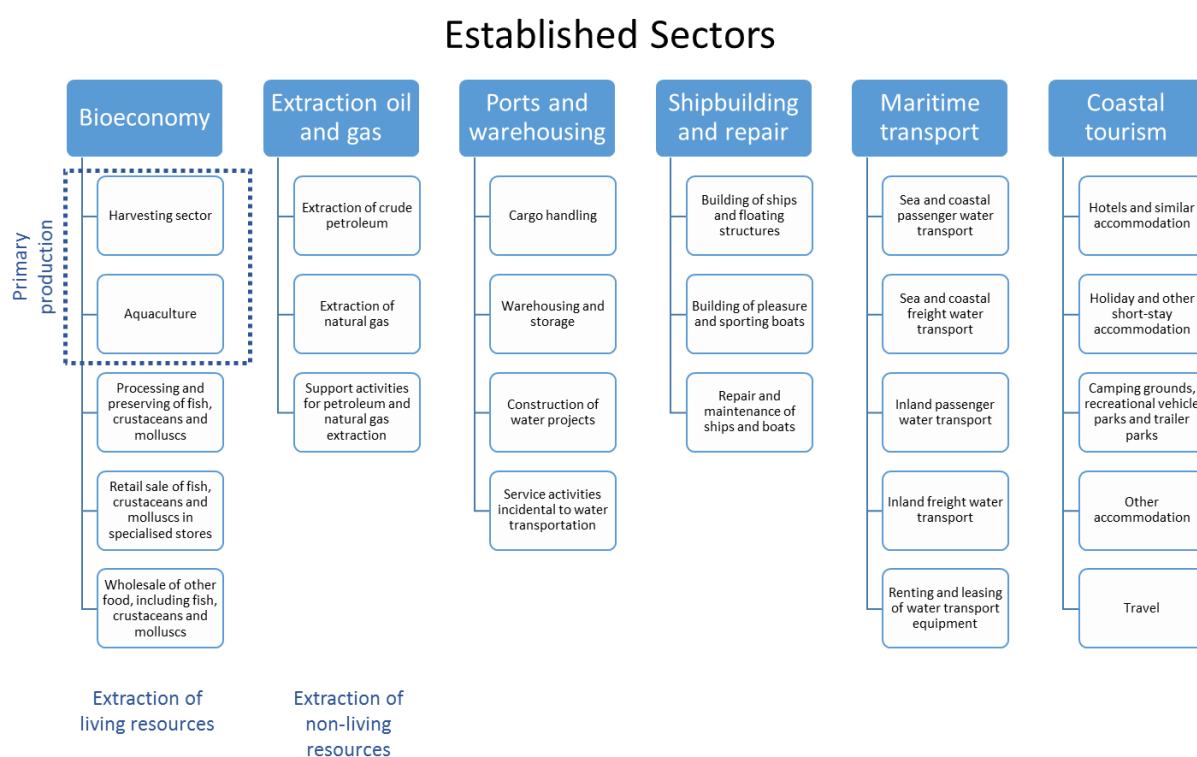 Established Sectors
Bioeconomy
Primary
production
Harvesting sector
Aquaculture
Processing and
preserving of fish,
crustaceans and
molluscs
Retail sale of fish,
crustaceans and
molluscs in
specialised stores
Wholesale of other
food, including fish,
crustaceans and
molluscs
Extraction of
living resources
Extraction oil
and gas
Extraction of crude
petroleum
Extraction of
natural gas
Support activities
for petroleum and
natural gas
extraction
Extraction of
non-living
resources
Ports and
warehousing
Cargo handling
Warehousing and
storage
Construction of
water projects
Service activities
incidental to water
transportation
Shipbuilding
and repair
Building of ships
and floating
structures
Building of pleasure
and sporting boats
Repair and
maintenance of
ships and boats
Maritime
transport
Sea and coastal
passenger water
transport
Sea and coastal
freight water
transport
Inland passenger
water transport
Inland freight water
transport
Renting and leasing
of water transport
equipment
Coastal
tourism
Hotels and similar
accommodation
Holiday and other
short-stay
accommodation
Camping grounds,
recreational vehicle
parks and trailer
parks
Other
accommodation
Travel